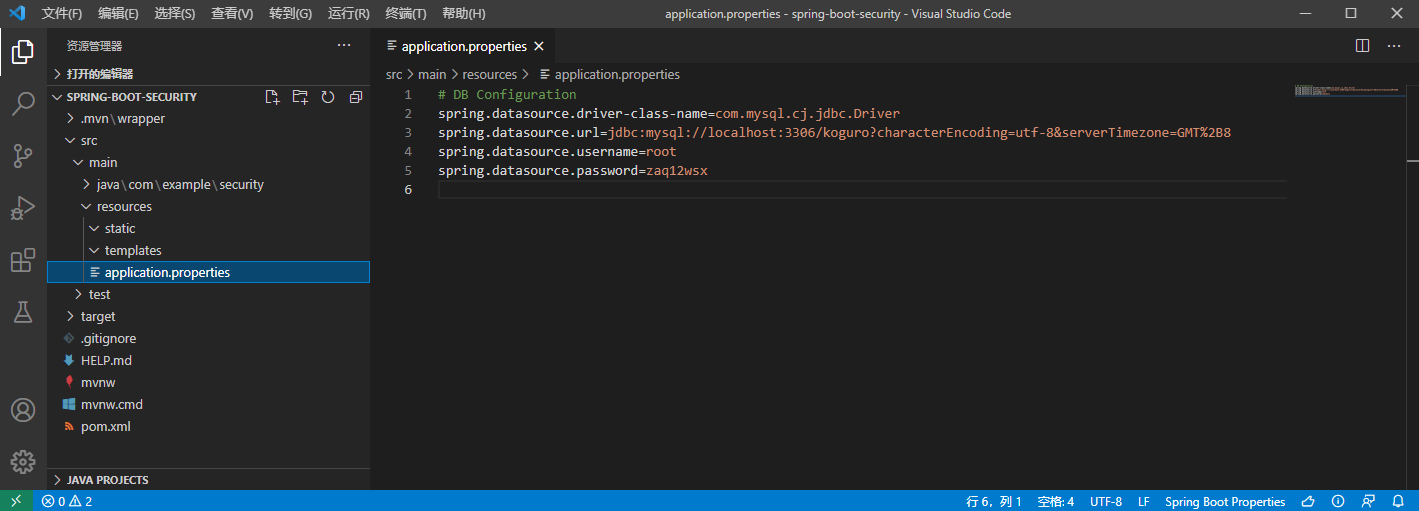 文件(F) 编辑(E) 选择(S) 查看(V) 转到(G) 运行(R) 终端(T) 帮助(H) application.properties - spring-boot-security - Visual Studio Code
资源管理器
打开的编辑器
SPRING-BOOT-SECURITY
.mvn\wrapper
src
main
java\com\example\security
resources
static
templates
application.properties
test
target
.gitignore
HELP.md
mvnw
mvnw.cmd
pom.xml
JAVA PROJECTS
application.properties
src > main > resources > application.properties
1 # DB Configuration
2 spring.datasource.driver-class-name=com.mysql.cj.jdbc.Driver
3 spring.datasource.url=jdbc:mysql://localhost:3306/koguro?characterEncoding=utf-8&serverTimezone=GMT%2B8
4 spring.datasource.username=root
5 spring.datasource.password=zaq12wsx
6
0 2 行 6，列 1 空格: 4 UTF-8 LF Spring Boot Properties